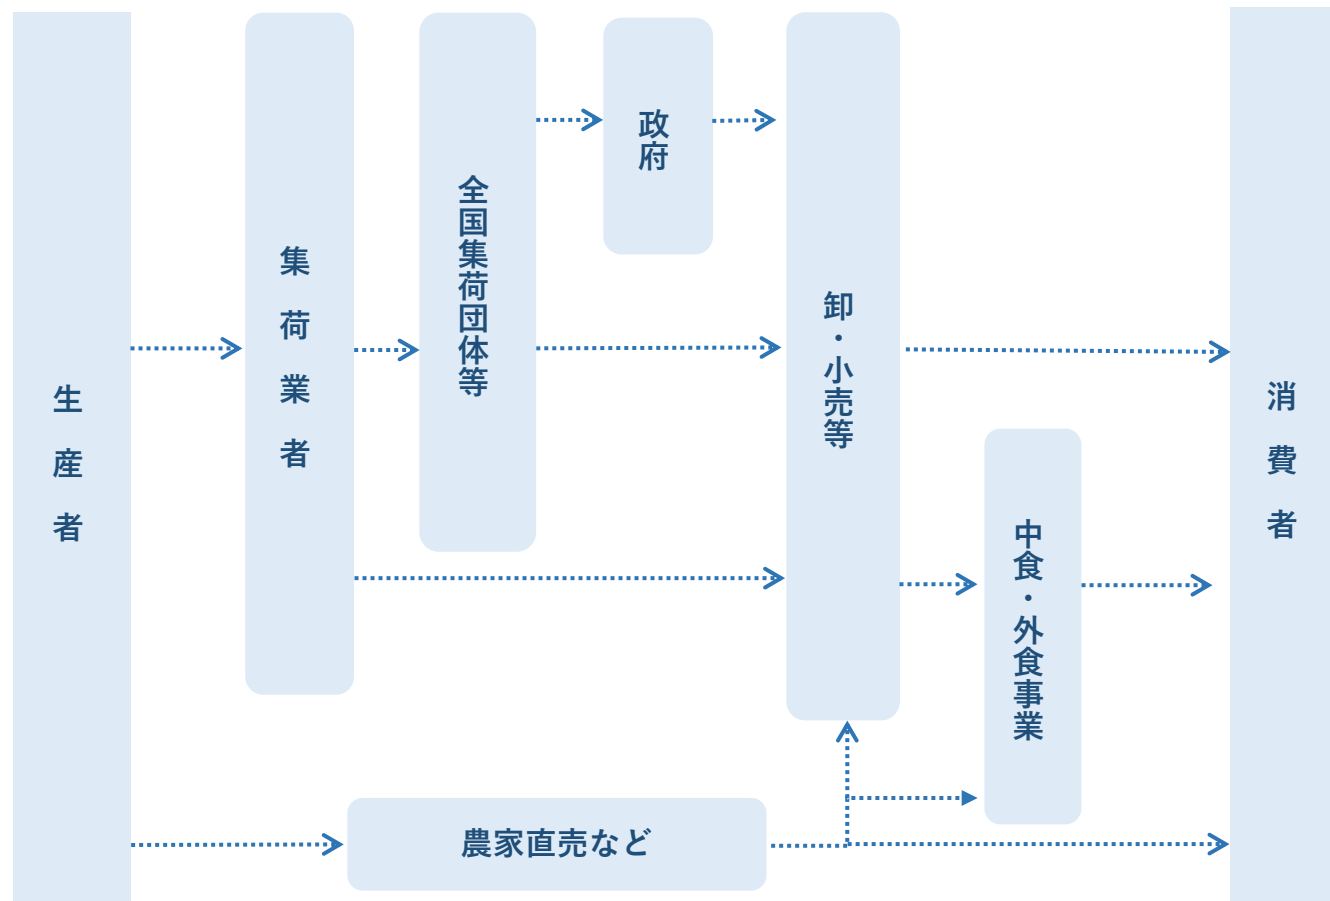 生産者
集荷業者
全国集荷団体等
政府
卸・小売等
中食・外食事業
消費者
農家直売など